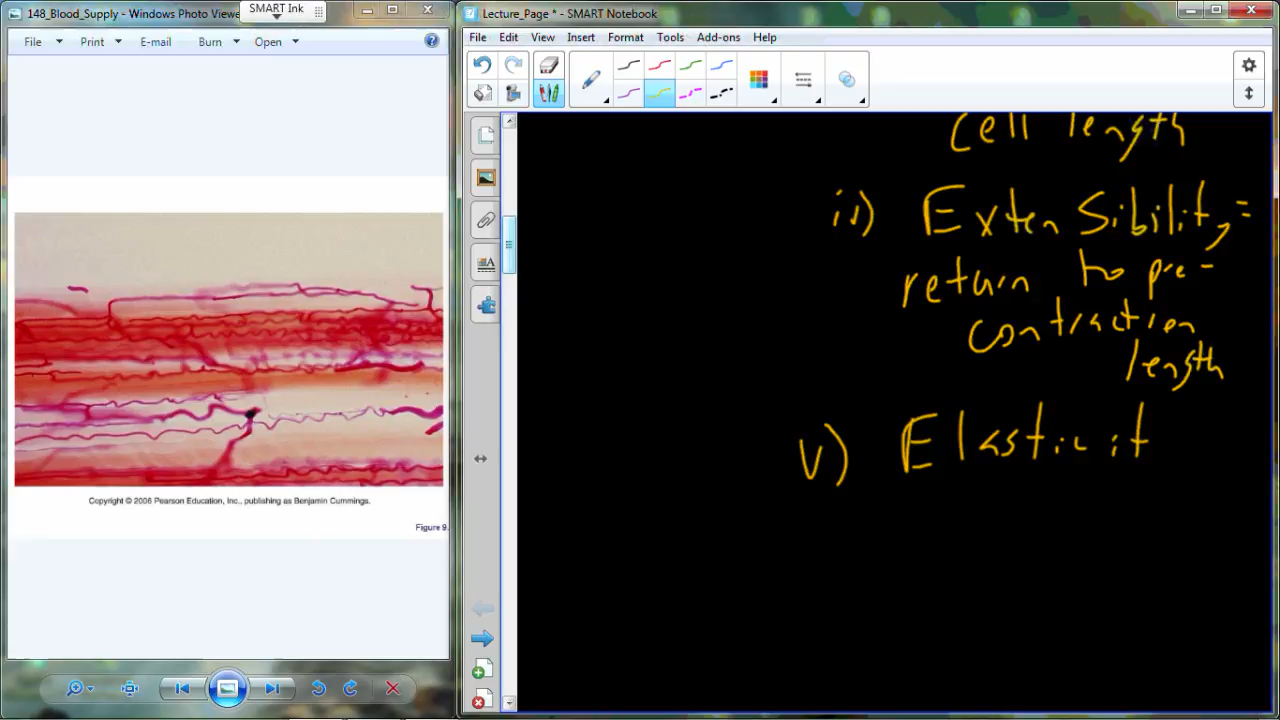 148_Blood_Supply - Windows Photo Viewe
SMART Ink
File Print E-mail Burn Open
Copyright © 2006 Pearson Education, Inc., publishing as Benjamin Cummings.
Figure 9.
Lecture_Page * - SMART Notebook
File Edit View Insert Format Tools Add-ons Help
cell length
Extensibility =
return to pre-
contraction
length
v) Elasticit